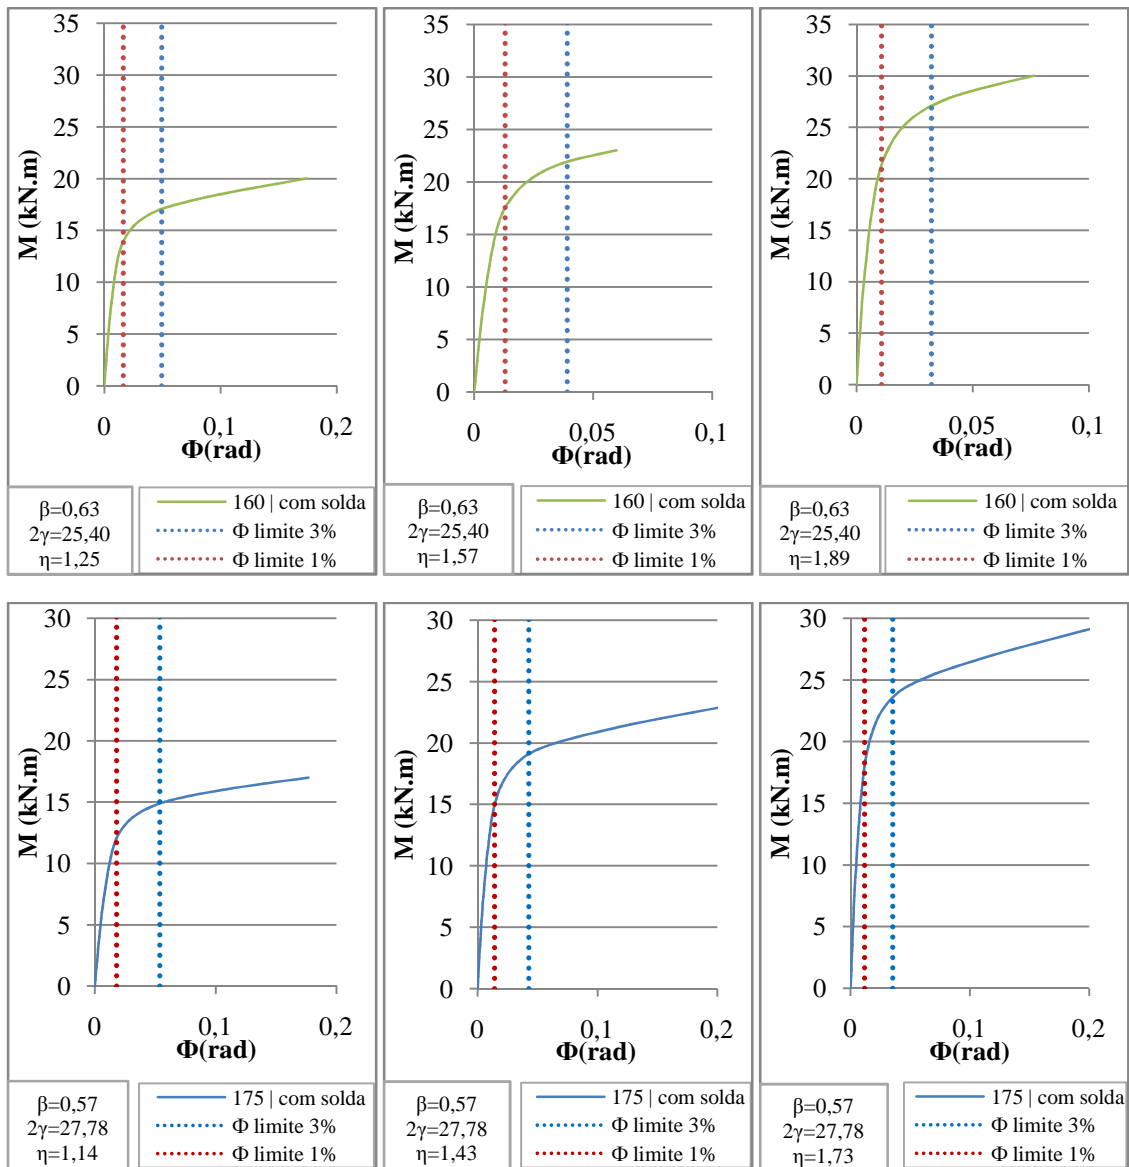 35
30
25
20
15
10
5
0
M (kN.m)
0 0,1 0,2
Φ(rad)
β=0,63
2γ=25,40
η=1,25
160 | com solda
Φ limite 3%
Φ limite 1%
35
30
25
20
15
10
5
0
M (kN.m)
0 0,05 0,1
Φ(rad)
β=0,63
2γ=25,40
η=1,57
160 | com solda
Φ limite 3%
Φ limite 1%
35
30
25
20
15
10
5
0
M (kN.m)
0 0,05 0,1
Φ(rad)
β=0,63
2γ=25,40
η=1,89
160 | com solda
Φ limite 3%
Φ limite 1%
30
25
20
15
10
5
0
M (kN.m)
0 0,1 0,2
Φ(rad)
β=0,57
2γ=27,78
η=1,14
175 | com solda
Φ limite 3%
Φ limite 1%
30
25
20
15
10
5
0
M (kN.m)
0 0,1 0,2
Φ(rad)
β=0,57
2γ=27,78
η=1,43
175 | com solda
Φ limite 3%
Φ limite 1%
30
25
20
15
10
5
0
M (kN.m)
0 0,1 0,2
Φ(rad)
β=0,57
2γ=27,78
η=1,73
175 | com solda
Φ limite 3%
Φ limite 1%